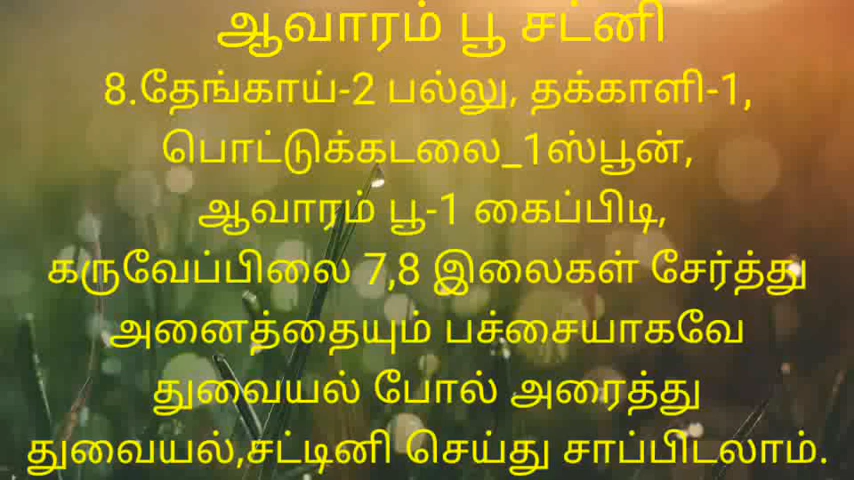 ஆவாரம் பூ சட்னி
8.தேங்காய்-2 பல்லு, தக்காளி-1,
பொட்டுக்கடலை_1ஸ்பூன்,
ஆவாரம் பூ-1 கைப்பிடி,
கருவேப்பிலை 7,8 இலைகள் சேர்த்து
அனைத்தையும் பச்சையாகவே
துவையல் போல் அரைத்து
துவையல்,சட்டினி செய்து சாப்பிடலாம்.